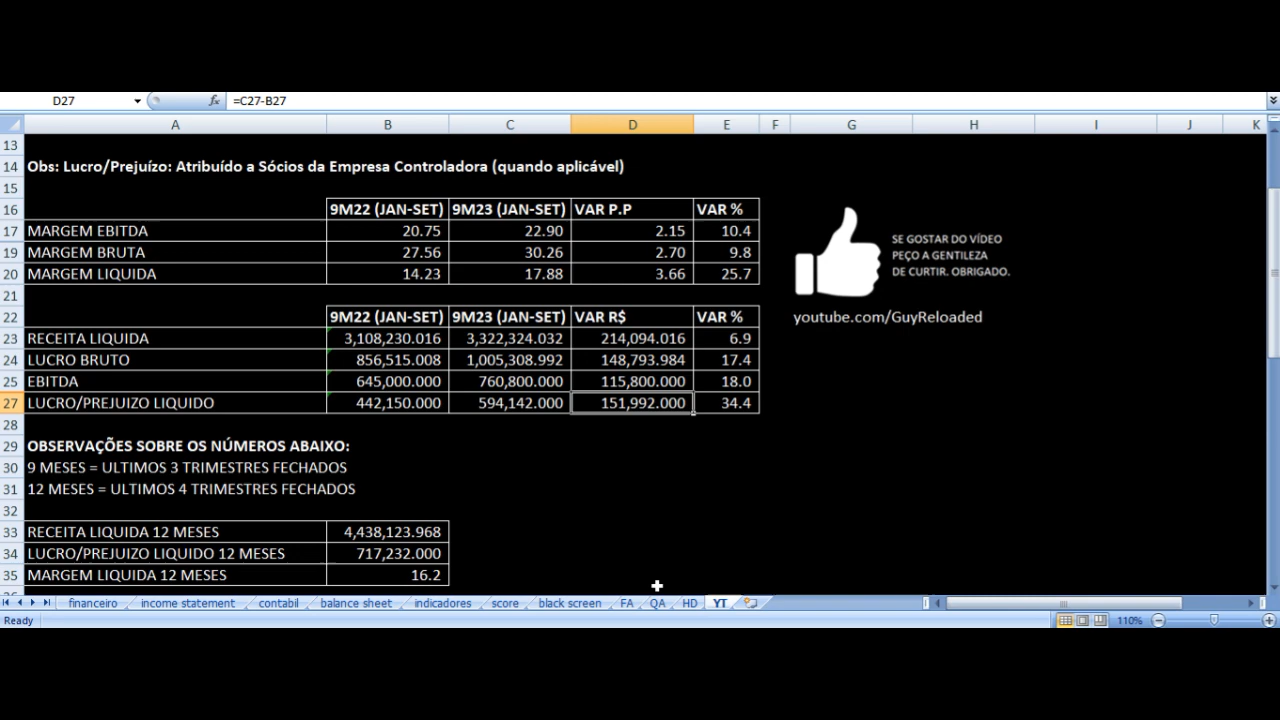 D27 =C27-B27
A B C D E F G H I J K
13
14 Obs: Lucro/Prejuízo: Atribuído a Sócios da Empresa Controladora (quando aplicável)
15
16 9M22 (JAN-SET) 9M23 (JAN-SET) VAR P.P VAR %
17 MARGEM EBITDA 20.75 22.90 2.15 10.4
19 MARGEM BRUTA 27.56 30.26 2.70 9.8
20 MARGEM LIQUIDA 14.23 17.88 3.66 25.7
SE GOSTAR DO VÍDEO
PEÇO A GENTILEZA
DE CURTIR. OBRIGADO.
21
22 9M22 (JAN-SET) 9M23 (JAN-SET) VAR R$ VAR % youtube.com/GuyReloaded
23 RECEITA LIQUIDA 3,108,230.016 3,322,324.032 214,094.016 6.9
24 LUCRO BRUTO 856,515.008 1,005,308.992 148,793.984 17.4
25 EBITDA 645,000.000 760,800.000 115,800.000 18.0
27 LUCRO/PREJUIZO LIQUIDO 442,150.000 594,142.000 151,992.000 34.4
28
29 OBSERVAÇÕES SOBRE OS NÚMEROS ABAIXO:
30 9 MESES = ULTIMOS 3 TRIMESTRES FECHADOS
31 12 MESES = ULTIMOS 4 TRIMESTRES FECHADOS
32
33 RECEITA LIQUIDA 12 MESES 4,438,123.968
34 LUCRO/PREJUIZO LIQUIDO 12 MESES 717,232.000
35 MARGEM LIQUIDA 12 MESES 16.2
financeiro income statement contabil balance sheet indicadores score black screen FA QA HD YT
Ready 110%